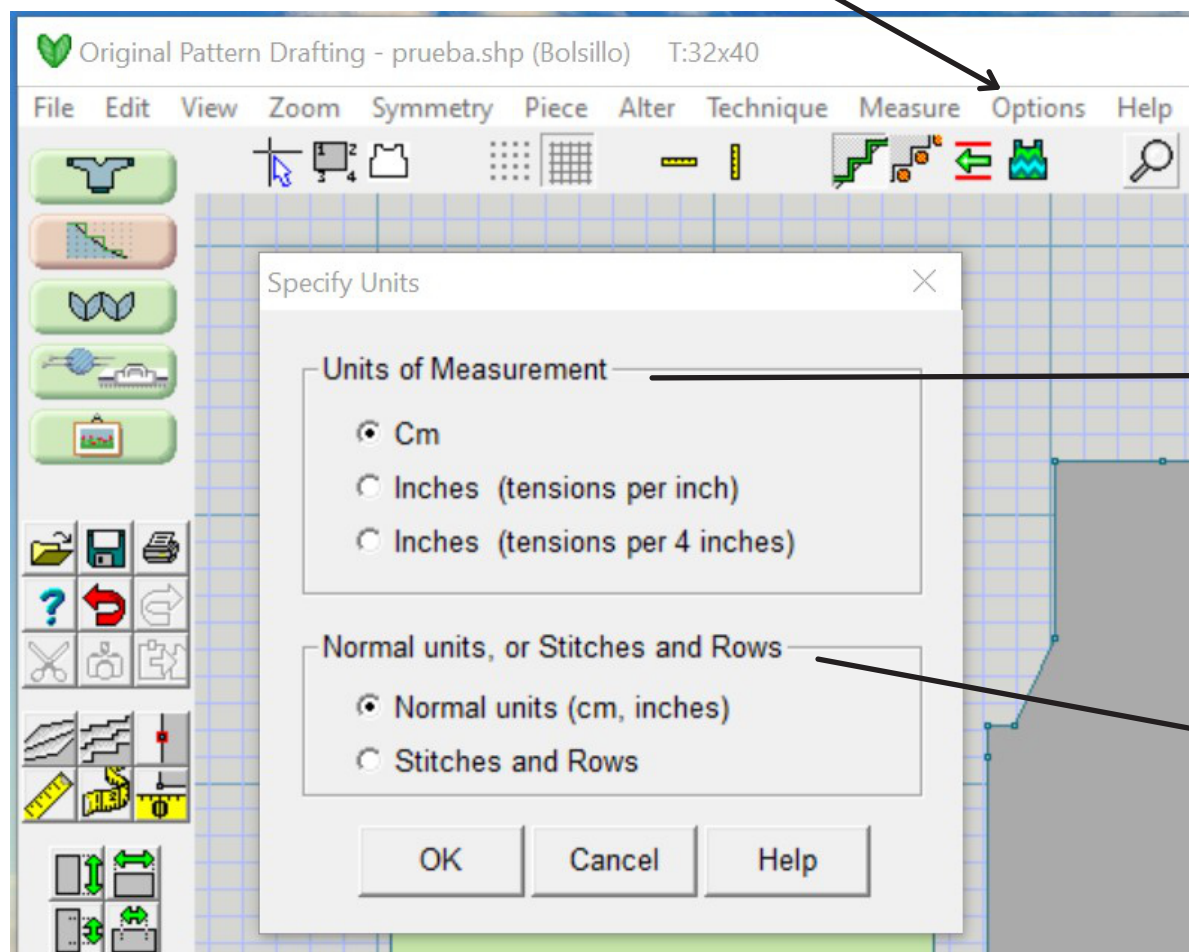 Original Pattern Drafting - prueba.shp (Bolsillo) T:32x40
File Edit View Zoom Symmetry Piece Alter Technique Measure Options Help
Specify Units
Units of Measurement
Cm
Inches (tensions per inch)
Inches (tensions per 4 inches)
Normal units, or Stitches and Rows
Normal units (cm, inches)
Stitches and Rows
OK Cancel Help